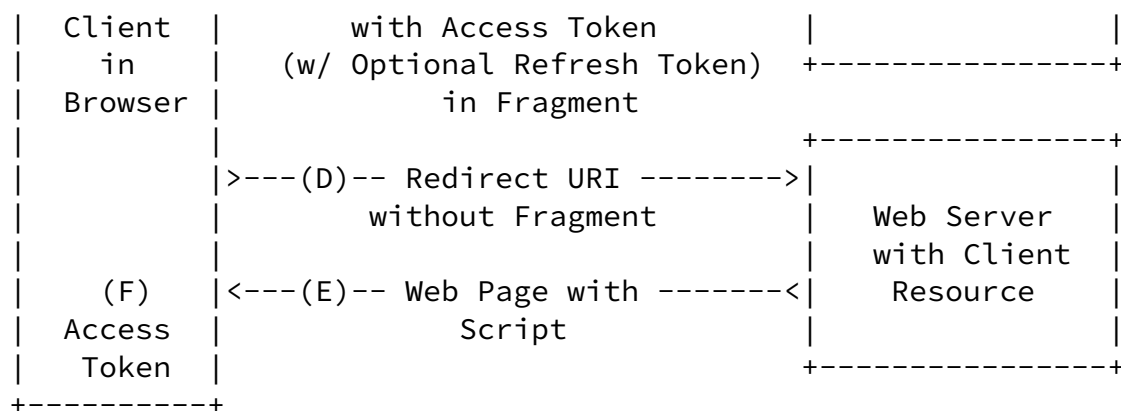 |  Client  |       with Access Token        |                |
|    in    |  (w/ Optional Refresh Token)  +----------------+
|  Browser |            in Fragment
|          |                               +----------------+
|          |>---(D)-- Redirect URI -------->|                |
|          |        without Fragment        |   Web Server   |
|          |                                |   with Client  |
|    (F)   |<---(E)-- Web Page with -------<|    Resource    |
|  Access  |             Script             |                |
|   Token  |                               +----------------+
+----------+